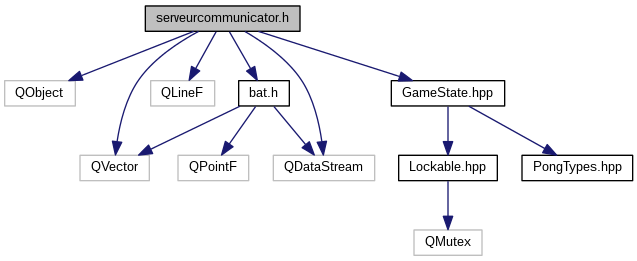 serveurcommunicator.h
QObject
QLineF
bat.h
GameState.hpp
QVector
QPointF
QDataStream
Lockable.hpp
PongTypes.hpp
QMutex